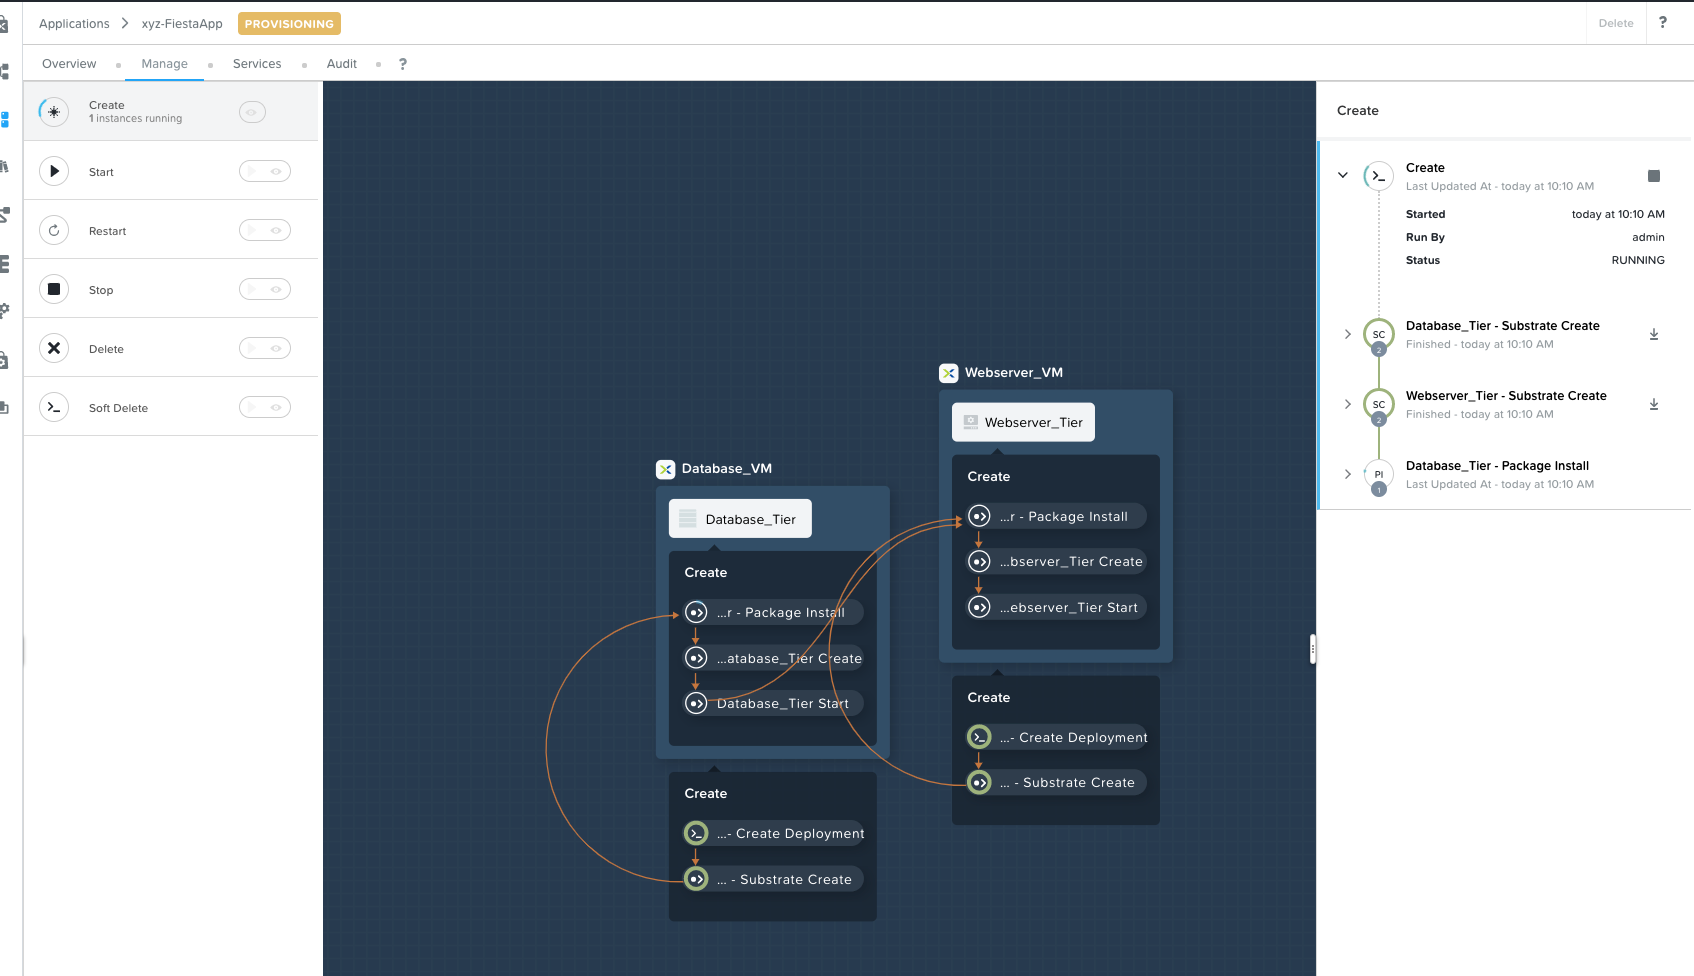 Applications
xyz-FiestaApp
PROVISIONING
Delete
?
Overview
Manage
Services
Audit
?
Create
1 instances running
Start
Restart
Stop
Delete
Soft Delete
Webserver_VM
Webserver_Tier
Create
...r - Package Install
...bserver_Tier Create
...ebserver_Tier Start
Create
...- Create Deployment
... - Substrate Create
Database_VM
Database_Tier
Create
...r - Package Install
...atabase_Tier Create
Database_Tier Start
Create
...- Create Deployment
... - Substrate Create
Create
Create
Last Updated At - today at 10:10 AM
Started today at 10:10 AM
Run By admin
Status RUNNING
SC
2
Database_Tier - Substrate Create
Finished - today at 10:10 AM
SC
2
Webserver_Tier - Substrate Create
Finished - today at 10:10 AM
PI
1
Database_Tier - Package Install
Last Updated At - today at 10:10 AM